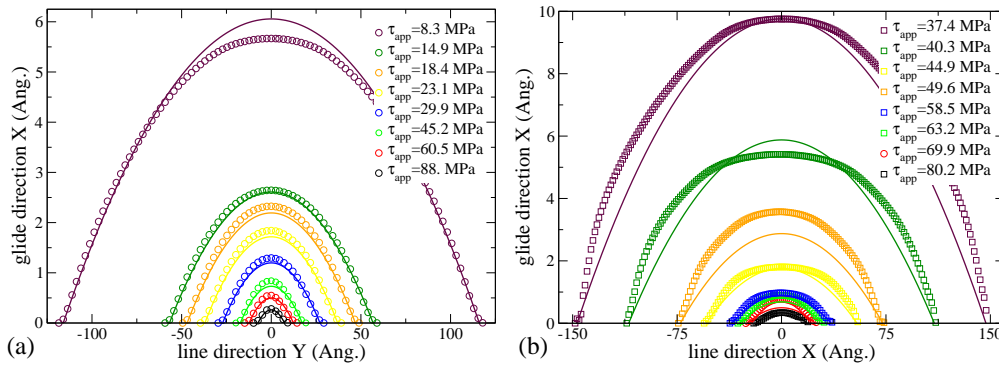 6
5
4
3
2
1
0
glide direction X (Ang.)
-100
-50
0
50
100
line direction Y (Ang.)
(a)
τapp=8.3 MPa
τapp=14.9 MPa
τapp=18.4 MPa
τapp=23.1 MPa
τapp=29.9 MPa
τapp=45.2 MPa
τapp=60.5 MPa
τapp=88. MPa
10
8
6
4
2
0
glide direction X (Ang.)
-150
-75
0
75
150
line direction X (Ang.)
(b)
τapp=37.4 MPa
τapp=40.3 MPa
τapp=44.9 MPa
τapp=49.6 MPa
τapp=58.5 MPa
τapp=63.2 MPa
τapp=69.9 MPa
τapp=80.2 MPa